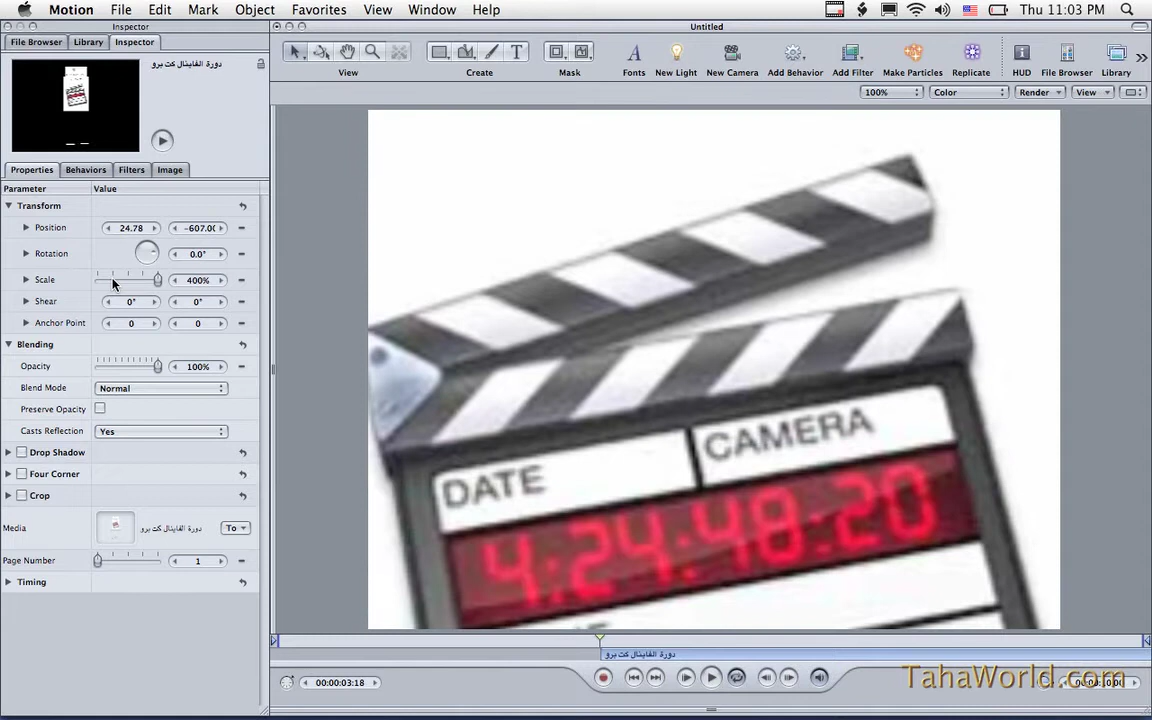 Motion File Edit Mark Object Favorites View Window Help Thu 11:03 PM
Inspector
Untitled
File Browser Library Inspector
دورة الفاينال كت برو
View Create Mask Fonts New Light New Camera Add Behavior Add Filter Make Particles Replicate HUD File Browser Library
100% Color Render View
Properties Behaviors Filters Image
Parameter Value
Transform
Position 24.78 -607.0
Rotation 0.0°
Scale 400%
Shear 0° 0°
Anchor Point 0 0
Blending
Opacity 100%
Blend Mode Normal
Preserve Opacity
Casts Reflection Yes
Drop Shadow
Four Corner
Crop
Media دورة الفاينال كت برو To
Page Number 1
Timing
DATE CAMERA
4:24:48:20
دورة الفاينال كت برو
00:00:03:18
TahaWorld.com